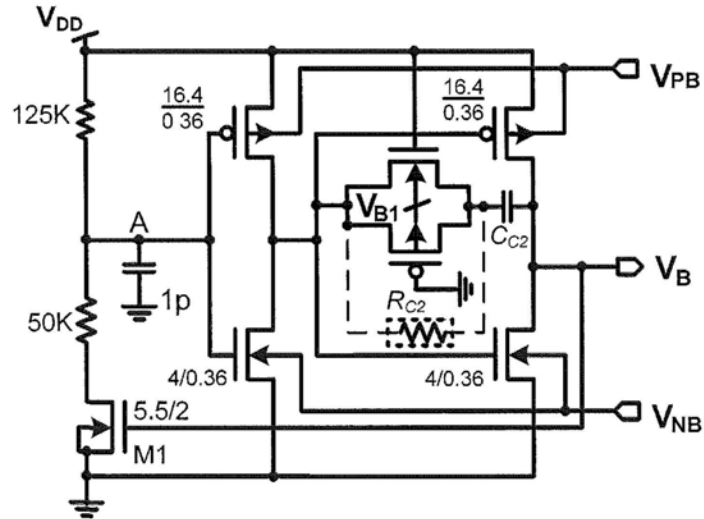 VDD
16.4
0 36
16.4
0.36
VPB
125K
A
VB1
CC2
1p
VB
50K
RC2
4/0.36
4/0.36
5.5/2
M1
VNB